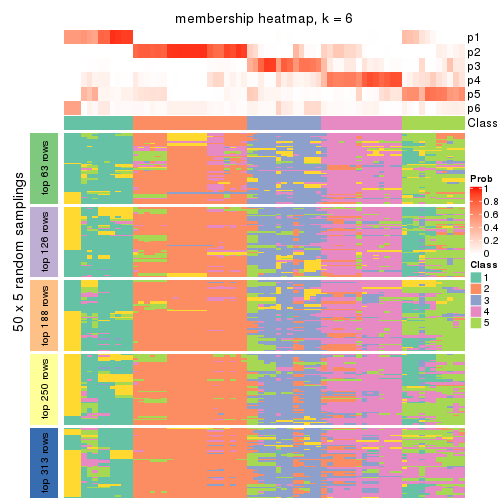 membership heatmap, k = 6
p1
p2
p3
p4
p5
p6
Class
50 x 5 random samplings
top 63 rows
top 126 rows
top 188 rows
top 250 rows
top 313 rows
Prob
1
0.8
0.6
0.4
0.2
0
Class
1
2
3
4
5